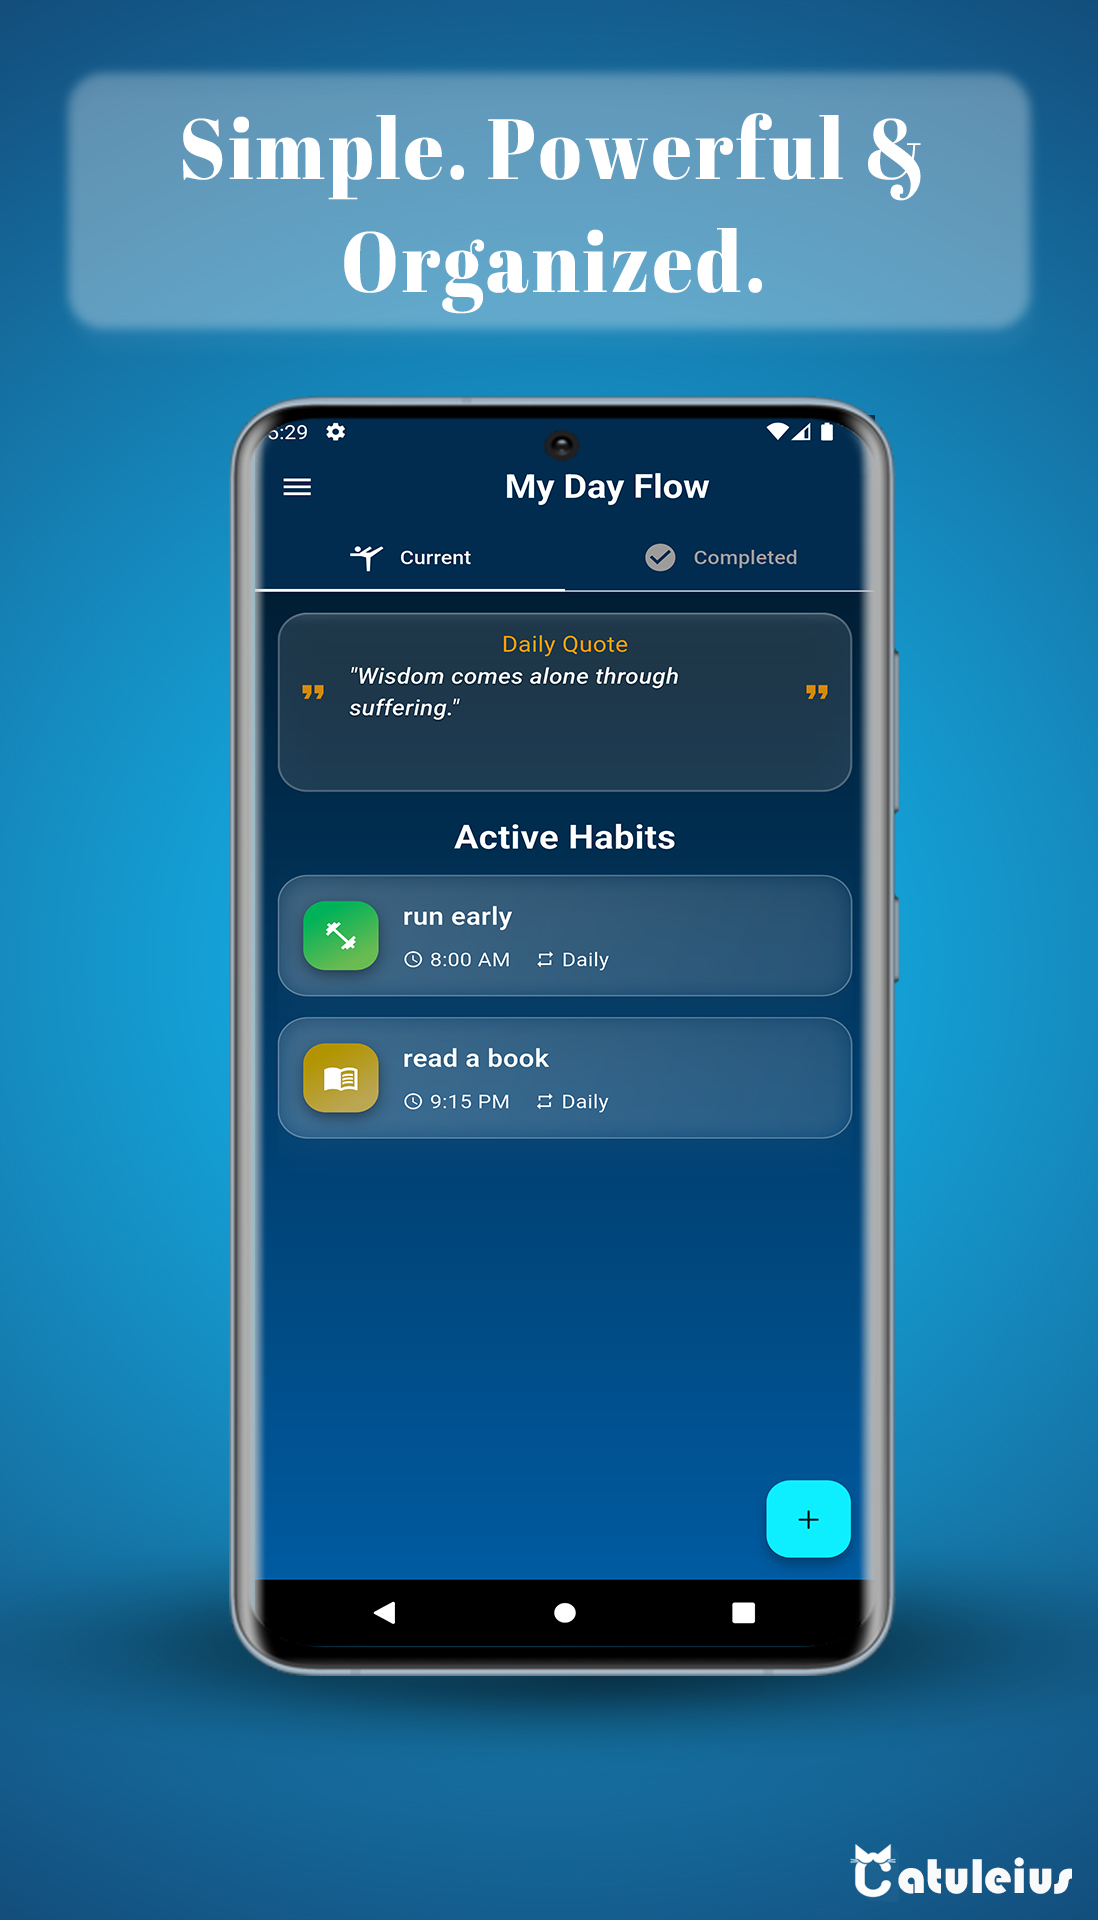 Simple. Powerful &
Organized.
5:29
My Day Flow
Current
Completed
Daily Quote
"Wisdom comes alone through
suffering."
Active Habits
run early
8:00 AM Daily
read a book
9:15 PM Daily
+
Catuleius